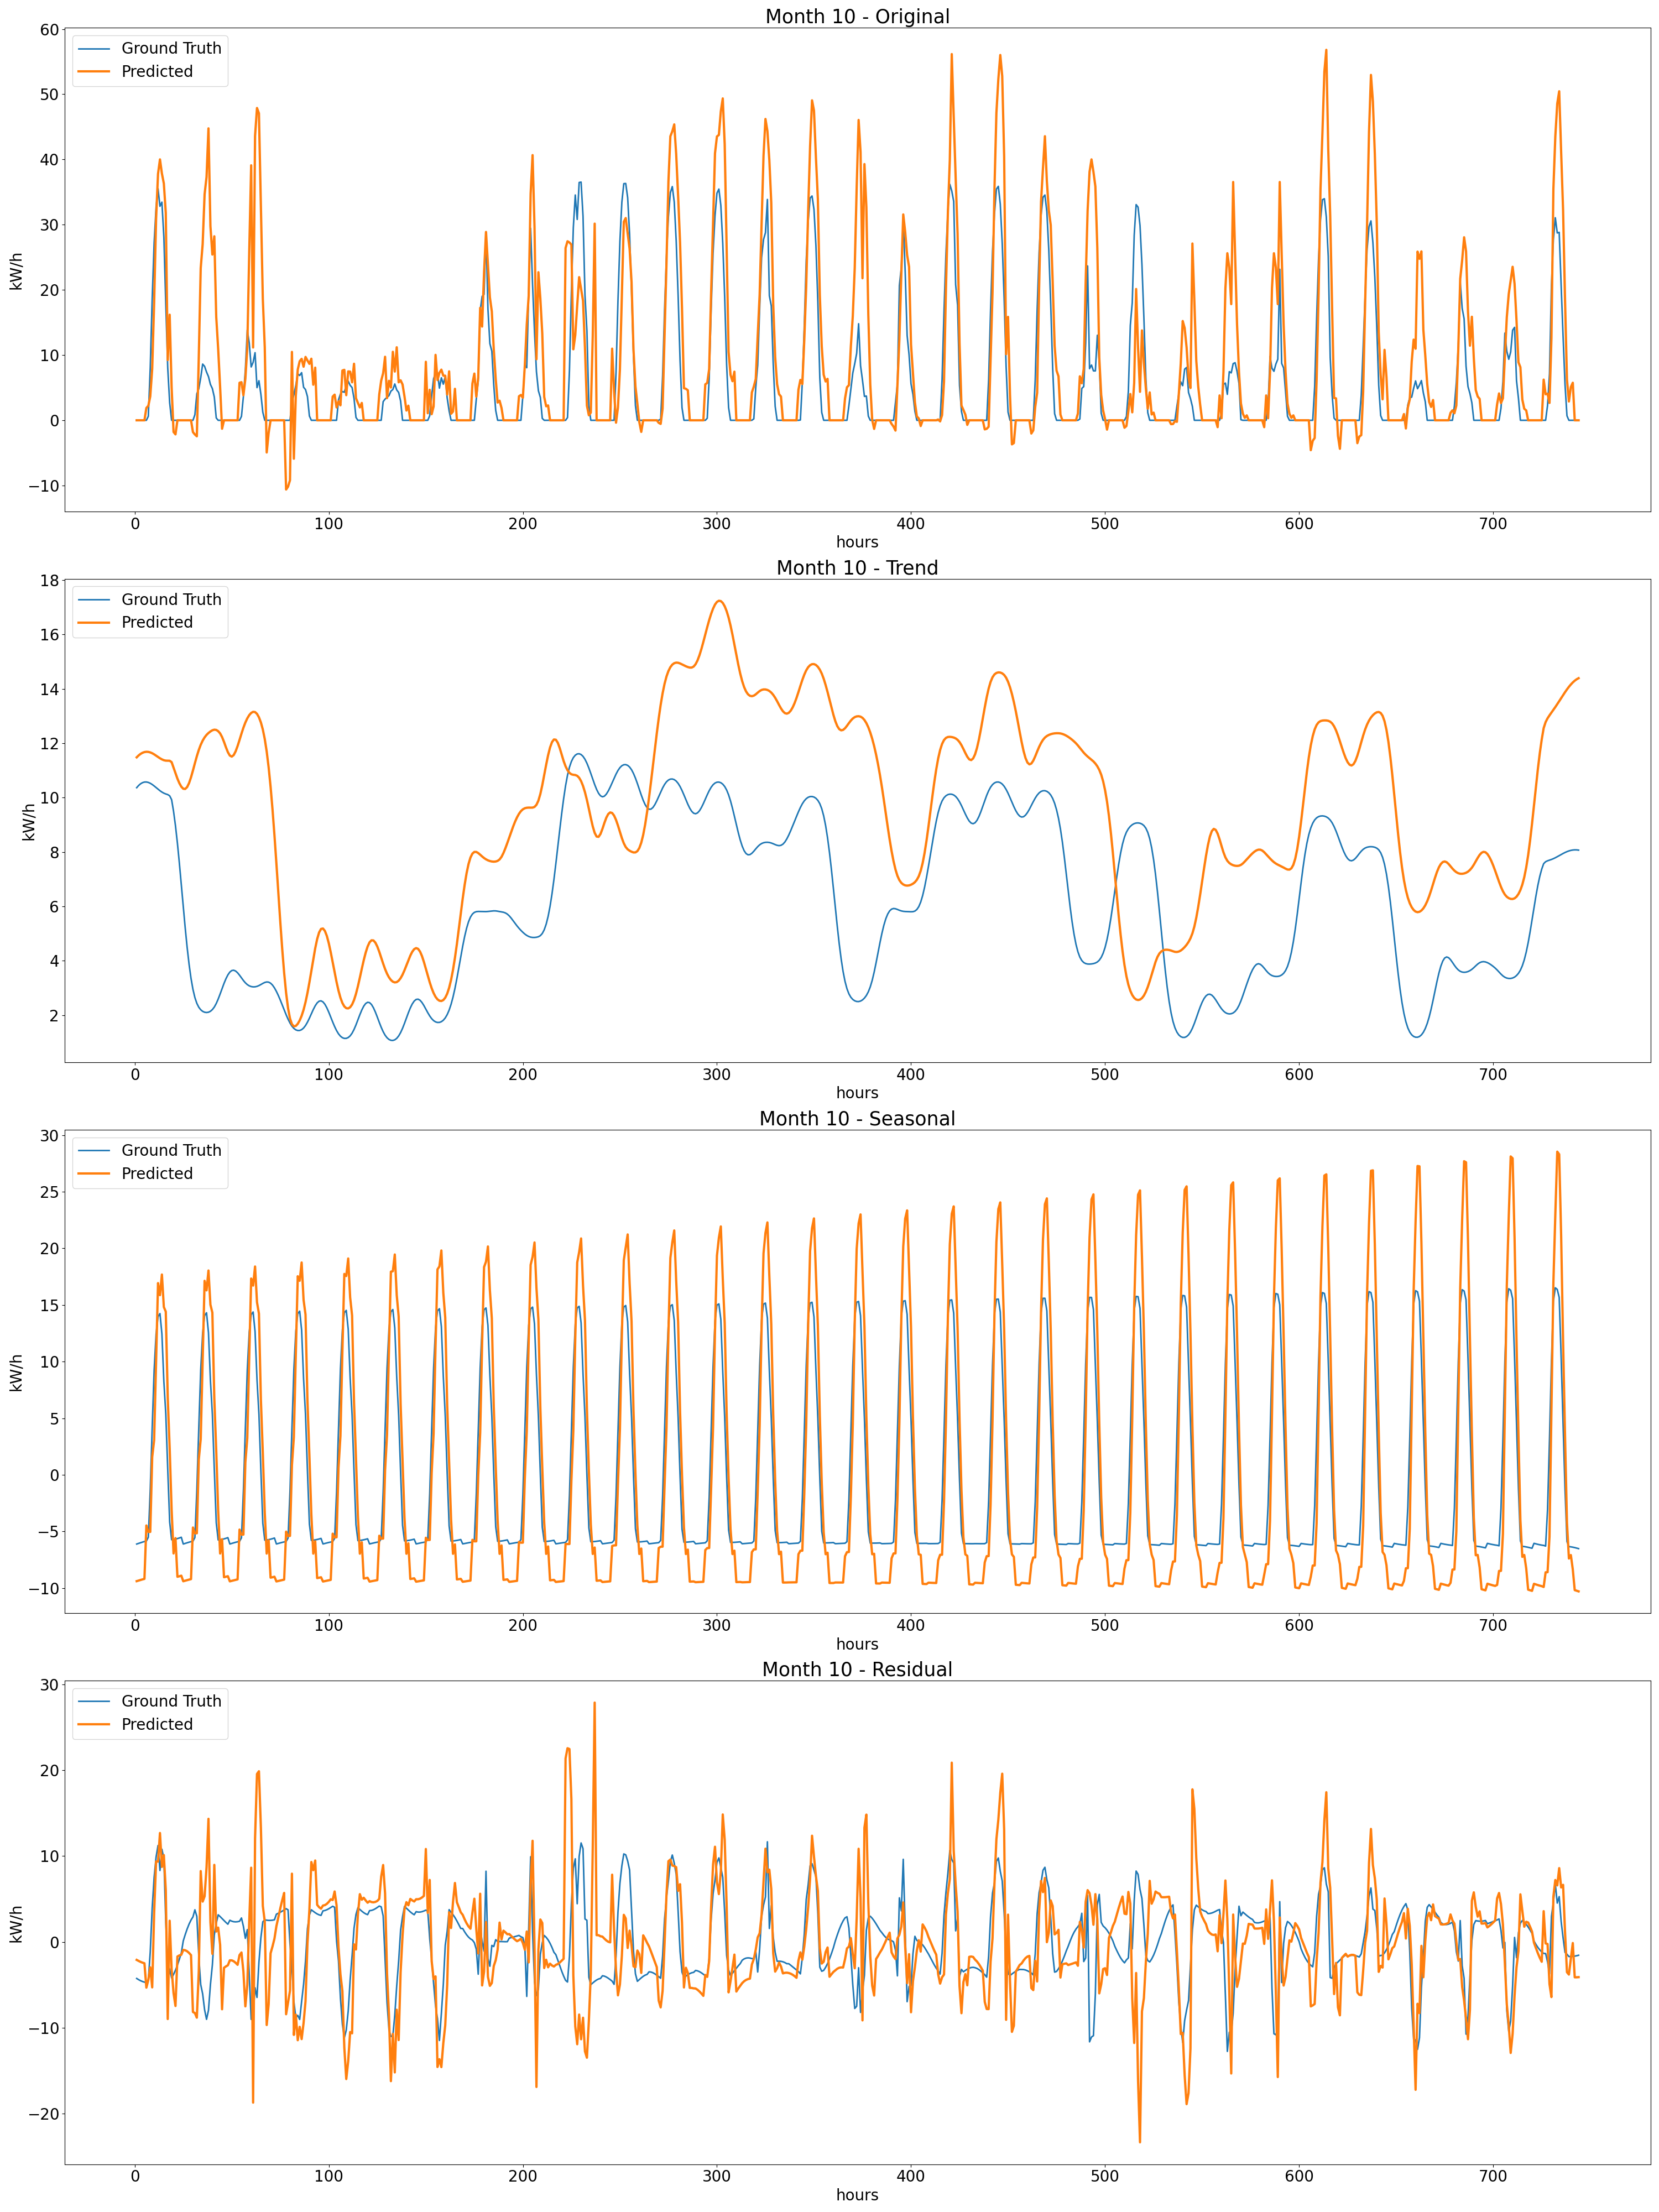 Month 10 - Original
Ground Truth
Predicted
60
50
40
30
20
10
0
−10
kW/h
0 100 200 300 400 500 600 700
hours
Month 10 - Trend
Ground Truth
Predicted
18
16
14
12
10
8
6
4
2
kW/h
0 100 200 300 400 500 600 700
hours
Month 10 - Seasonal
Ground Truth
Predicted
30
25
20
15
10
5
0
−5
−10
kW/h
0 100 200 300 400 500 600 700
hours
Month 10 - Residual
Ground Truth
Predicted
30
20
10
0
−10
−20
kW/h
0 100 200 300 400 500 600 700
hours